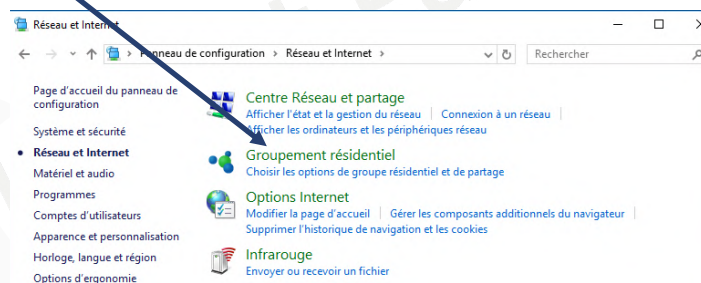 Réseau et Internet
Panneau de configuration > Réseau et Internet >
Rechercher
Page d'accueil du panneau de
configuration
Système et sécurité
Réseau et Internet
Matériel et audio
Programmes
Comptes d'utilisateurs
Apparence et personnalisation
Horloge, langue et région
Options d'ergonomie
Centre Réseau et partage
Afficher l'état et la gestion du réseau | Connexion à un réseau
Afficher les ordinateurs et les périphériques réseau
Groupement résidentiel
Choisir les options de groupe résidentiel et de partage
Options Internet
Modifier la page d'accueil | Gérer les composants additionnels du navigateur
Supprimer l'historique de navigation et les cookies
Infrarouge
Envoyer ou recevoir un fichier